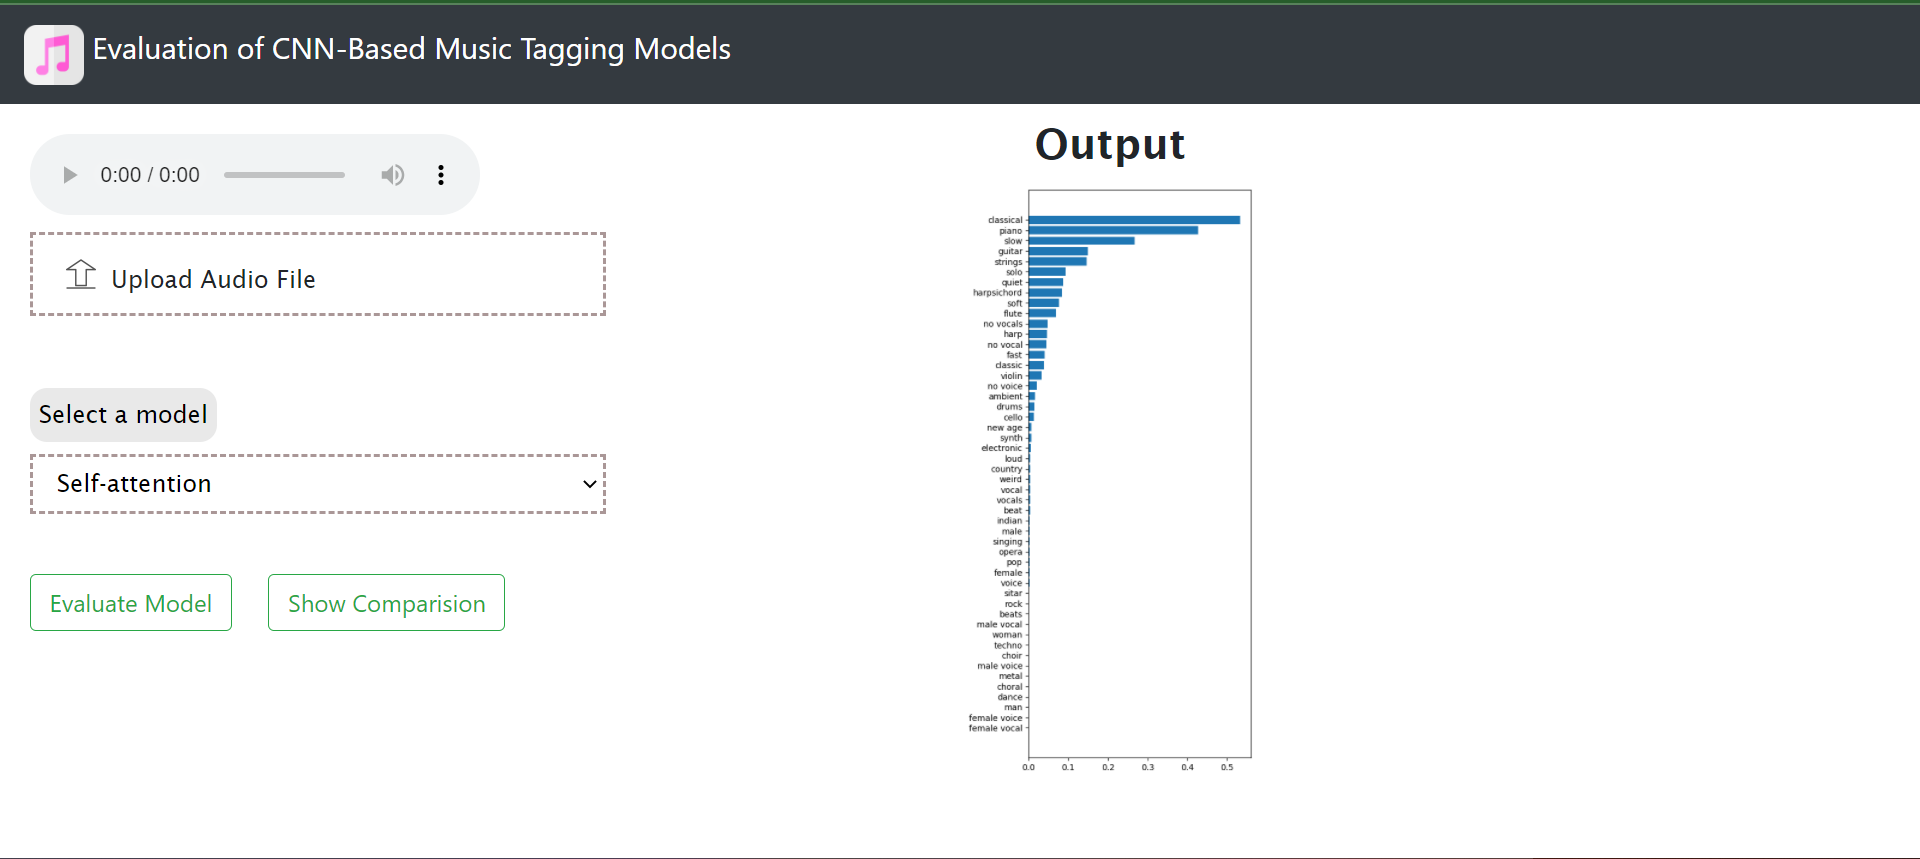 Evaluation of CNN-Based Music Tagging Models
0:00 / 0:00
Upload Audio File
Select a model
Self-attention
Evaluate Model
Show Comparision
Output
classical
piano
slow
guitar
strings
solo
quiet
harpsichord
soft
flute
no vocals
harp
no vocal
fast
classic
violin
no voice
ambient
drums
cello
new age
synth
electronic
loud
country
weird
vocal
vocals
beat
indian
male
singing
opera
pop
female
voice
sitar
rock
beats
male vocal
woman
techno
choir
male voice
metal
choral
dance
man
female voice
female vocal
0.0 0.1 0.2 0.3 0.4 0.5